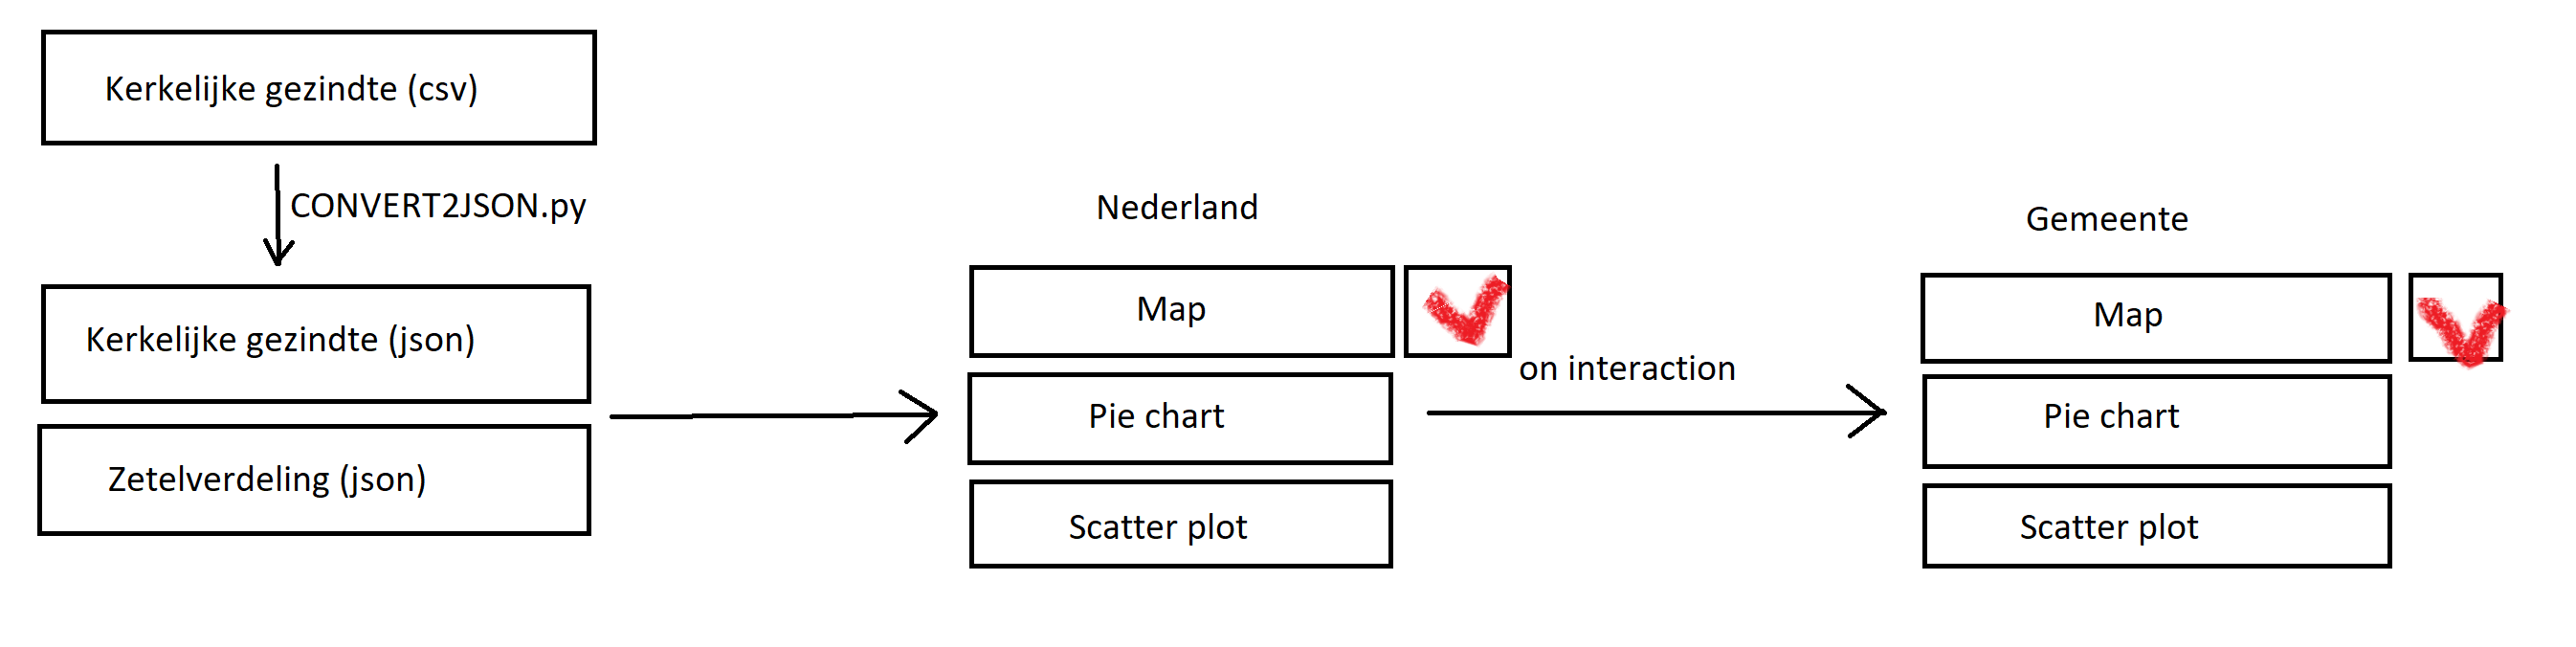 Kerkelijke gezindte (csv)
CONVERT2JSON.py
Kerkelijke gezindte (json)
Zetelverdeling (json)
Nederland
Map
Pie chart
Scatter plot
on interaction
Gemeente
Map
Pie chart
Scatter plot